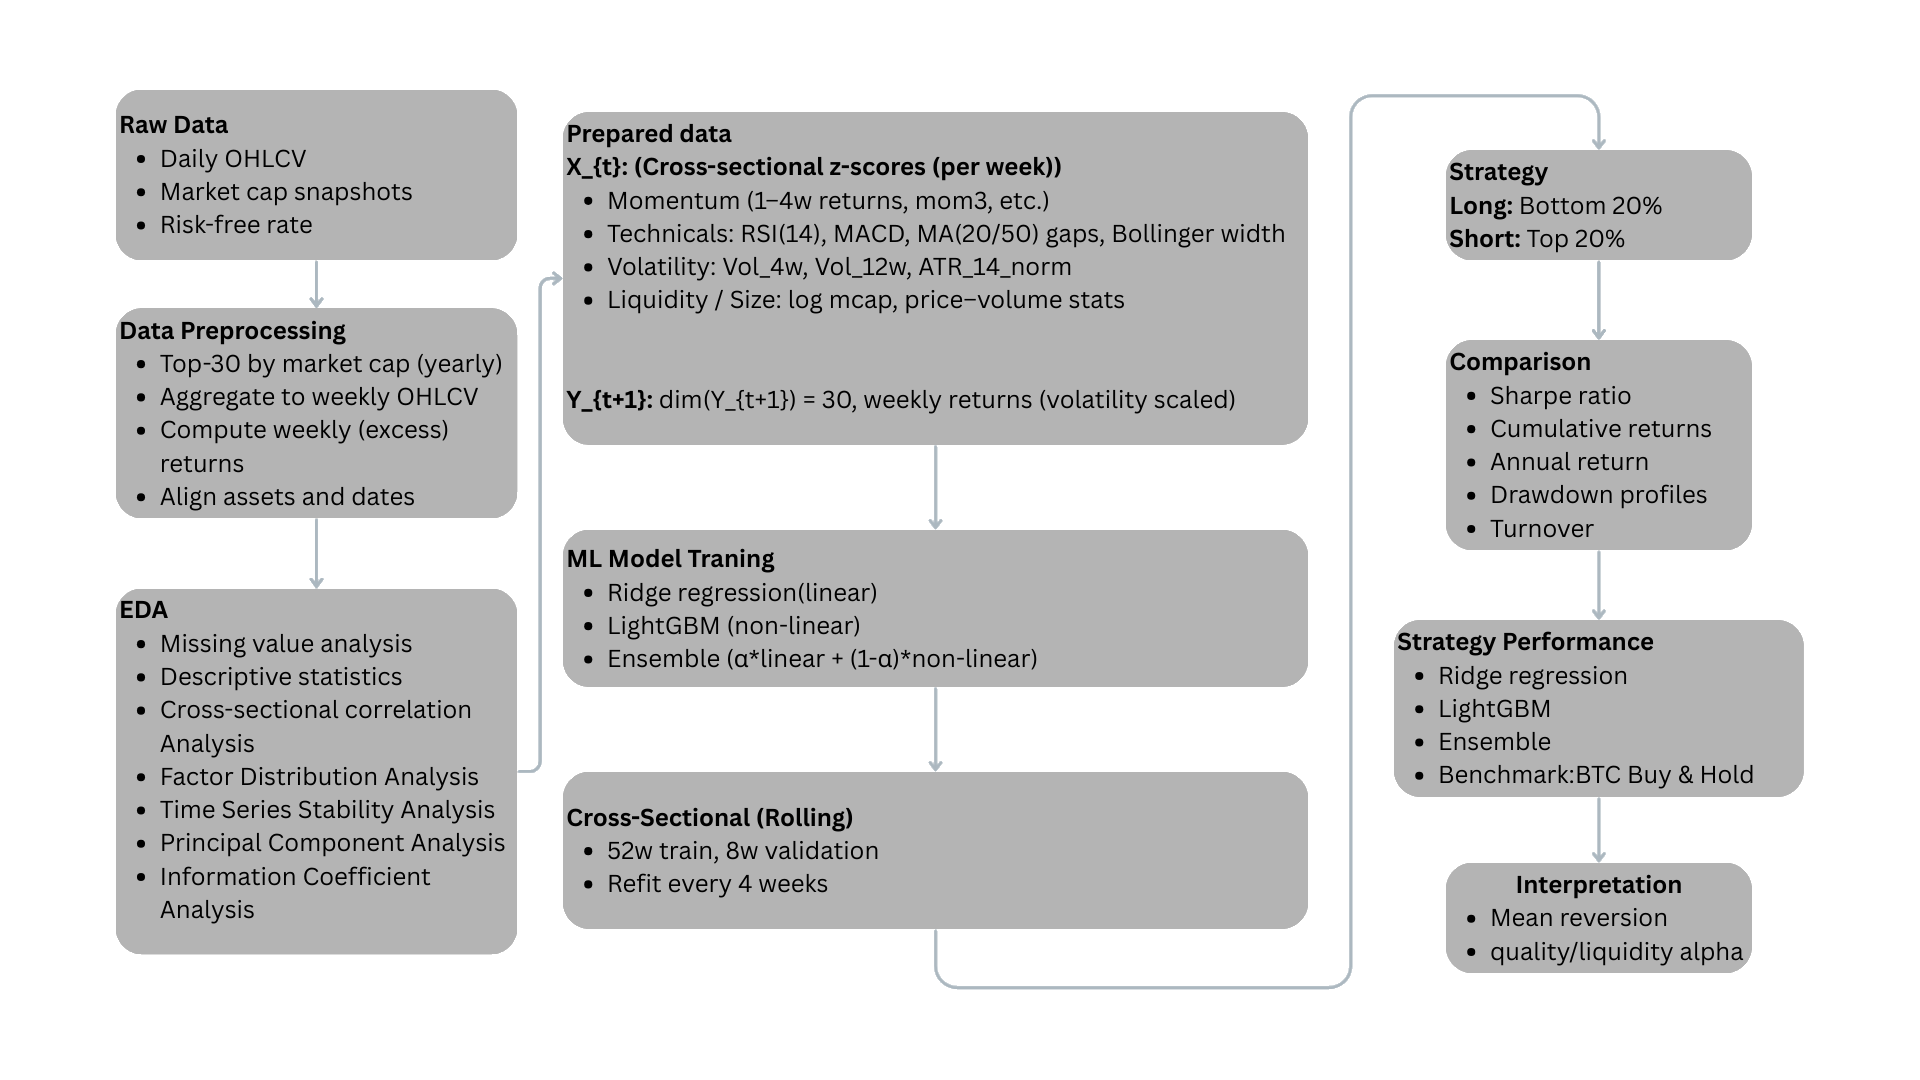 Raw Data
• Daily OHLCV
• Market cap snapshots
• Risk-free rate
Data Preprocessing
• Top-30 by market cap (yearly)
• Aggregate to weekly OHLCV
• Compute weekly (excess)
returns
• Align assets and dates
EDA
• Missing value analysis
• Descriptive statistics
• Cross-sectional correlation
Analysis
• Factor Distribution Analysis
• Time Series Stability Analysis
• Principal Component Analysis
• Information Coefficient
Analysis
Prepared data
X_{t}: (Cross-sectional z-scores (per week))
• Momentum (1–4w returns, mom3, etc.)
• Technicals: RSI(14), MACD, MA(20/50) gaps, Bollinger width
• Volatility: Vol_4w, Vol_12w, ATR_14_norm
• Liquidity / Size: log mcap, price–volume stats
Y_{t+1}: dim(Y_{t+1}) = 30, weekly returns (volatility scaled)
ML Model Traning
• Ridge regression(linear)
• LightGBM (non-linear)
• Ensemble (α*linear + (1-α)*non-linear)
Cross-Sectional (Rolling)
• 52w train, 8w validation
• Refit every 4 weeks
Strategy
Long: Bottom 20%
Short: Top 20%
Comparison
• Sharpe ratio
• Cumulative returns
• Annual return
• Drawdown profiles
• Turnover
Strategy Performance
• Ridge regression
• LightGBM
• Ensemble
• Benchmark:BTC Buy & Hold
Interpretation
• Mean reversion
• quality/liquidity alpha